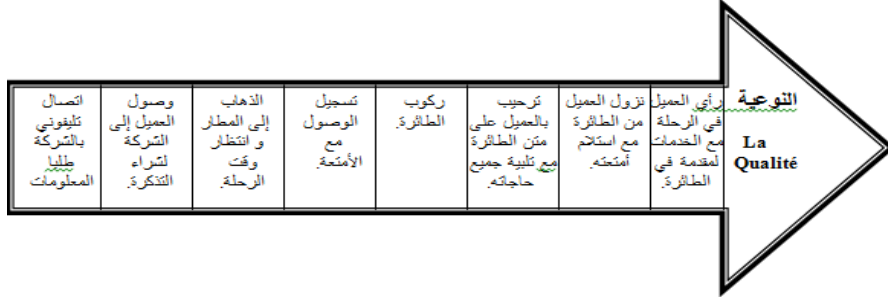 اتصال
تليفوني
بالشركة
طلبا
المعلومات
وصول
العميل إلى
الشركة
لشراء
التذكرة.
الذهاب
إلى المطار
و انتظار
وقت
الرحلة.
تسجيل
الوصول
مع
الأمتعة.
ركوب
الطائرة.
ترحيب
بالعميل على
متن الطائرة
مع تلبية جميع
حاجاته.
نزول العميل
من الطائرة
مع استلام
أمتعته.
رأي العميل
في الرحلة
مع الخدمات
لمقدمة في
الطائرة.
النوعية
La
Qualité